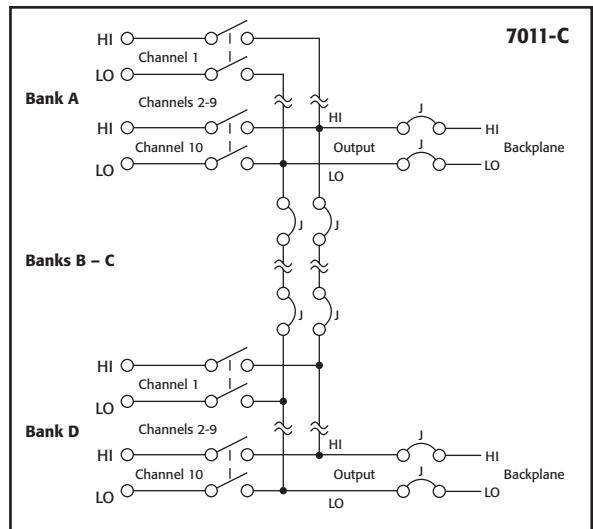 7011-C
HI
Channel 1
LO
Bank A
Channels 2-9
HI
HI
J
HI
Channel 10
Output
J
Backplane
LO
LO
LO
J
J
Banks B – C
J
J
HI
Channel 1
LO
Bank D
Channels 2-9
HI
HI
J
HI
Channel 10
Output
J
Backplane
LO
LO
LO